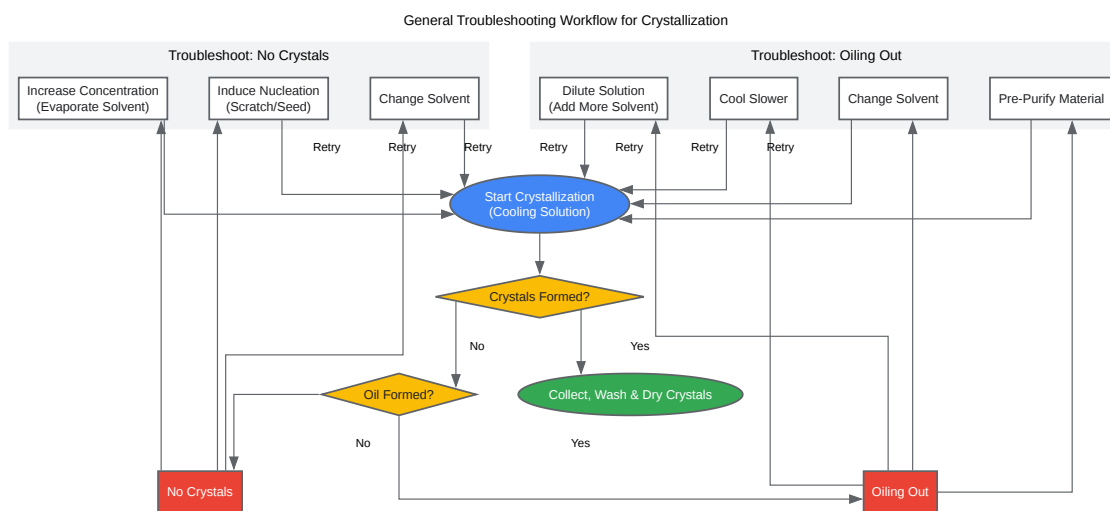 General Troubleshooting Workflow for Crystallization
Troubleshoot: No Crystals
Troubleshoot: Oiling Out
Increase Concentration
(Evaporate Solvent)
Induce Nucleation
(Scratch/Seed)
Change Solvent
Dilute Solution
(Add More Solvent)
Cool Slower
Change Solvent
Pre-Purify Material
Retry
Retry
Retry
Retry
Retry
Retry
Retry
Start Crystallization
(Cooling Solution)
Crystals Formed?
No
Yes
Oil Formed?
Collect, Wash & Dry Crystals
No
Yes
No Crystals
Oiling Out